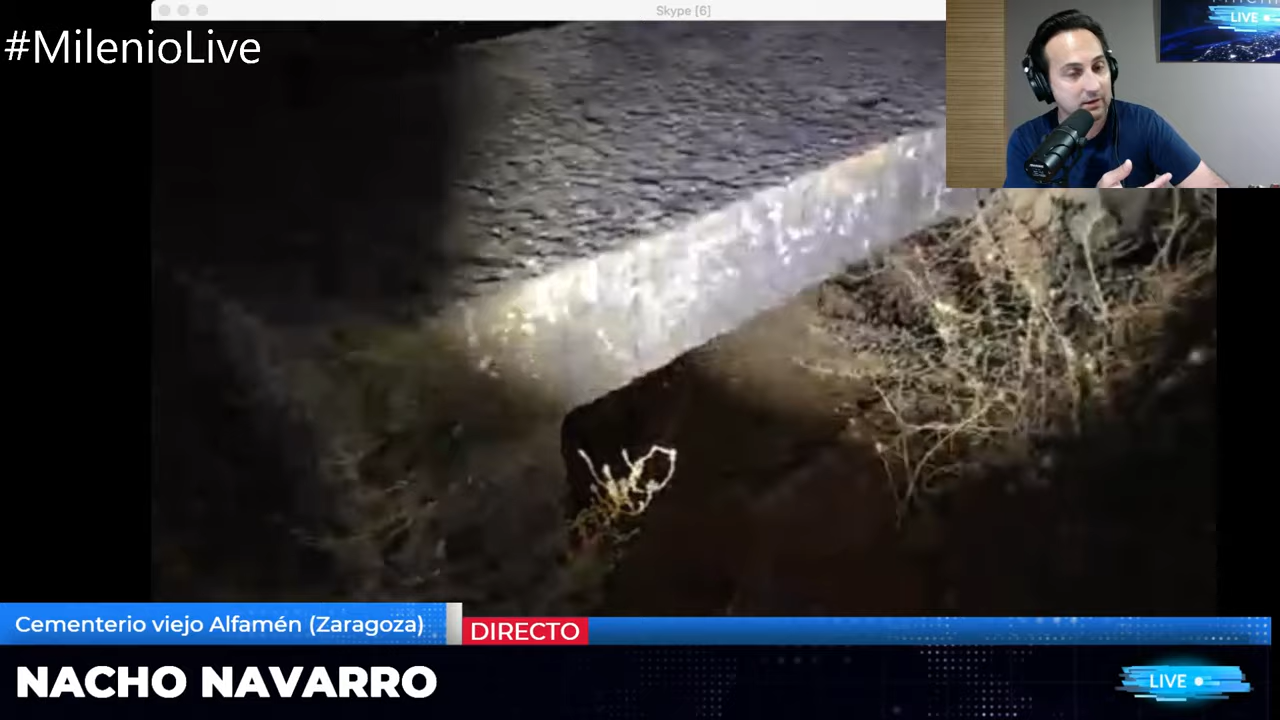 Skype [6]
#MilenioLive
LIVE
Cementerio viejo Alfamén (Zaragoza)
DIRECTO
NACHO NAVARRO
LIVE